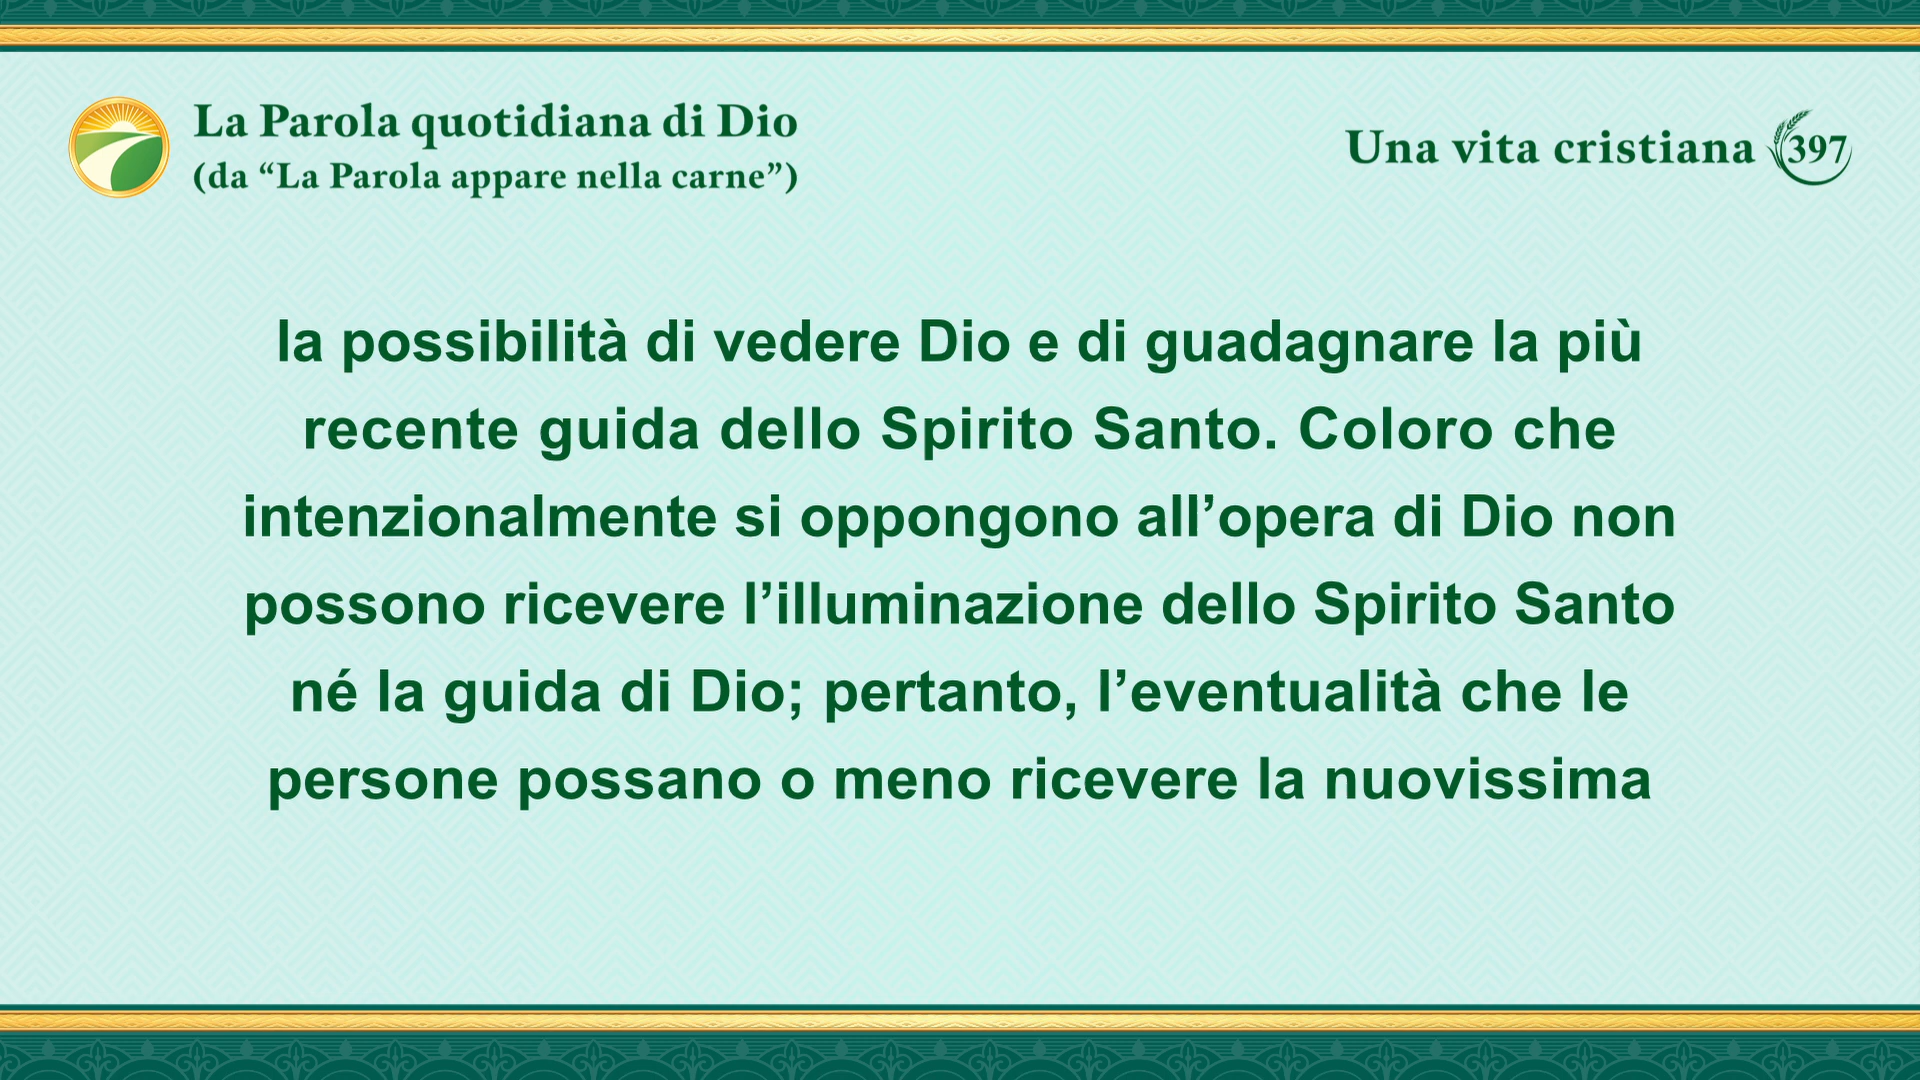 La Parola quotidiana di Dio
(da “La Parola appare nella carne”)
Una vita cristiana 397
la possibilità di vedere Dio e di guadagnare la più
recente guida dello Spirito Santo. Coloro che
intenzionalmente si oppongono all’opera di Dio non
possono ricevere l’illuminazione dello Spirito Santo
né la guida di Dio; pertanto, l’eventualità che le
persone possano o meno ricevere la nuovissima